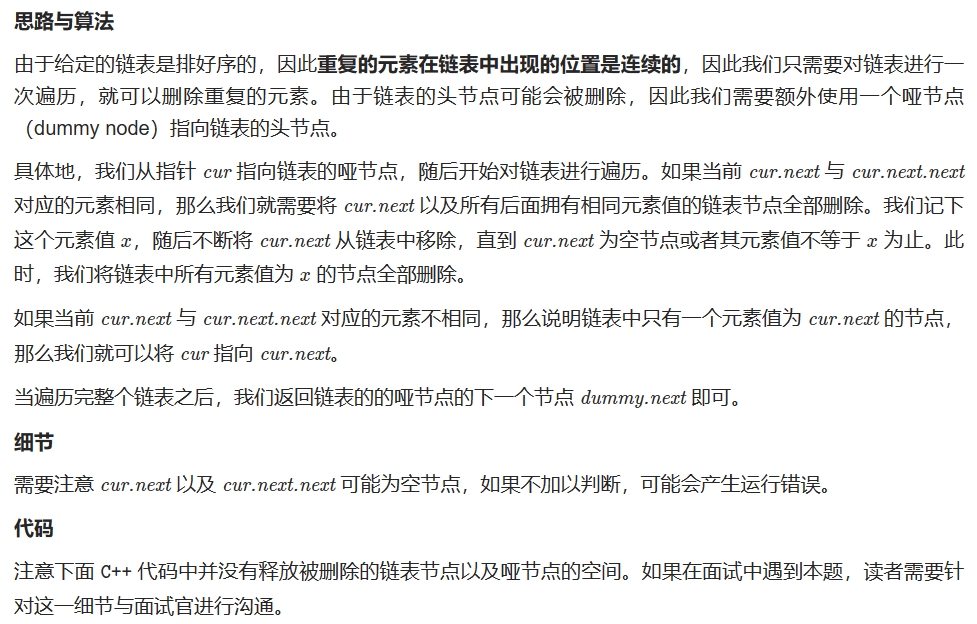 思路与算法
由于给定的链表是排好序的，因此重复的元素在链表中出现的位置是连续的，因此我们只需要对链表进行一
次遍历，就可以删除重复的元素。由于链表的头节点可能会被删除，因此我们需要额外使用一个哑节点
（dummy node）指向链表的头节点。
具体地，我们从指针 cur 指向链表的哑节点，随后开始对链表进行遍历。如果当前 cur.next 与 cur.next.next
对应的元素相同，那么我们就需要将 cur.next 以及所有后面拥有相同元素值的链表节点全部删除。我们记下
这个元素值 x，随后不断将 cur.next 从链表中移除，直到 cur.next 为空节点或者其元素值不等于 x 为止。此
时，我们将链表中所有元素值为 x 的节点全部删除。
如果当前 cur.next 与 cur.next.next 对应的元素不相同，那么说明链表中只有一个元素值为 cur.next 的节点，
那么我们就可以将 cur 指向 cur.next。
当遍历完整个链表之后，我们返回链表的的哑节点的下一个节点 dummy.next 即可。
细节
需要注意 cur.next 以及 cur.next.next 可能为空节点，如果不加以判断，可能会产生运行错误。
代码
注意下面 C++ 代码中并没有释放被删除的链表节点以及哑节点的空间。如果在面试中遇到本题，读者需要针
对这一细节与面试官进行沟通。